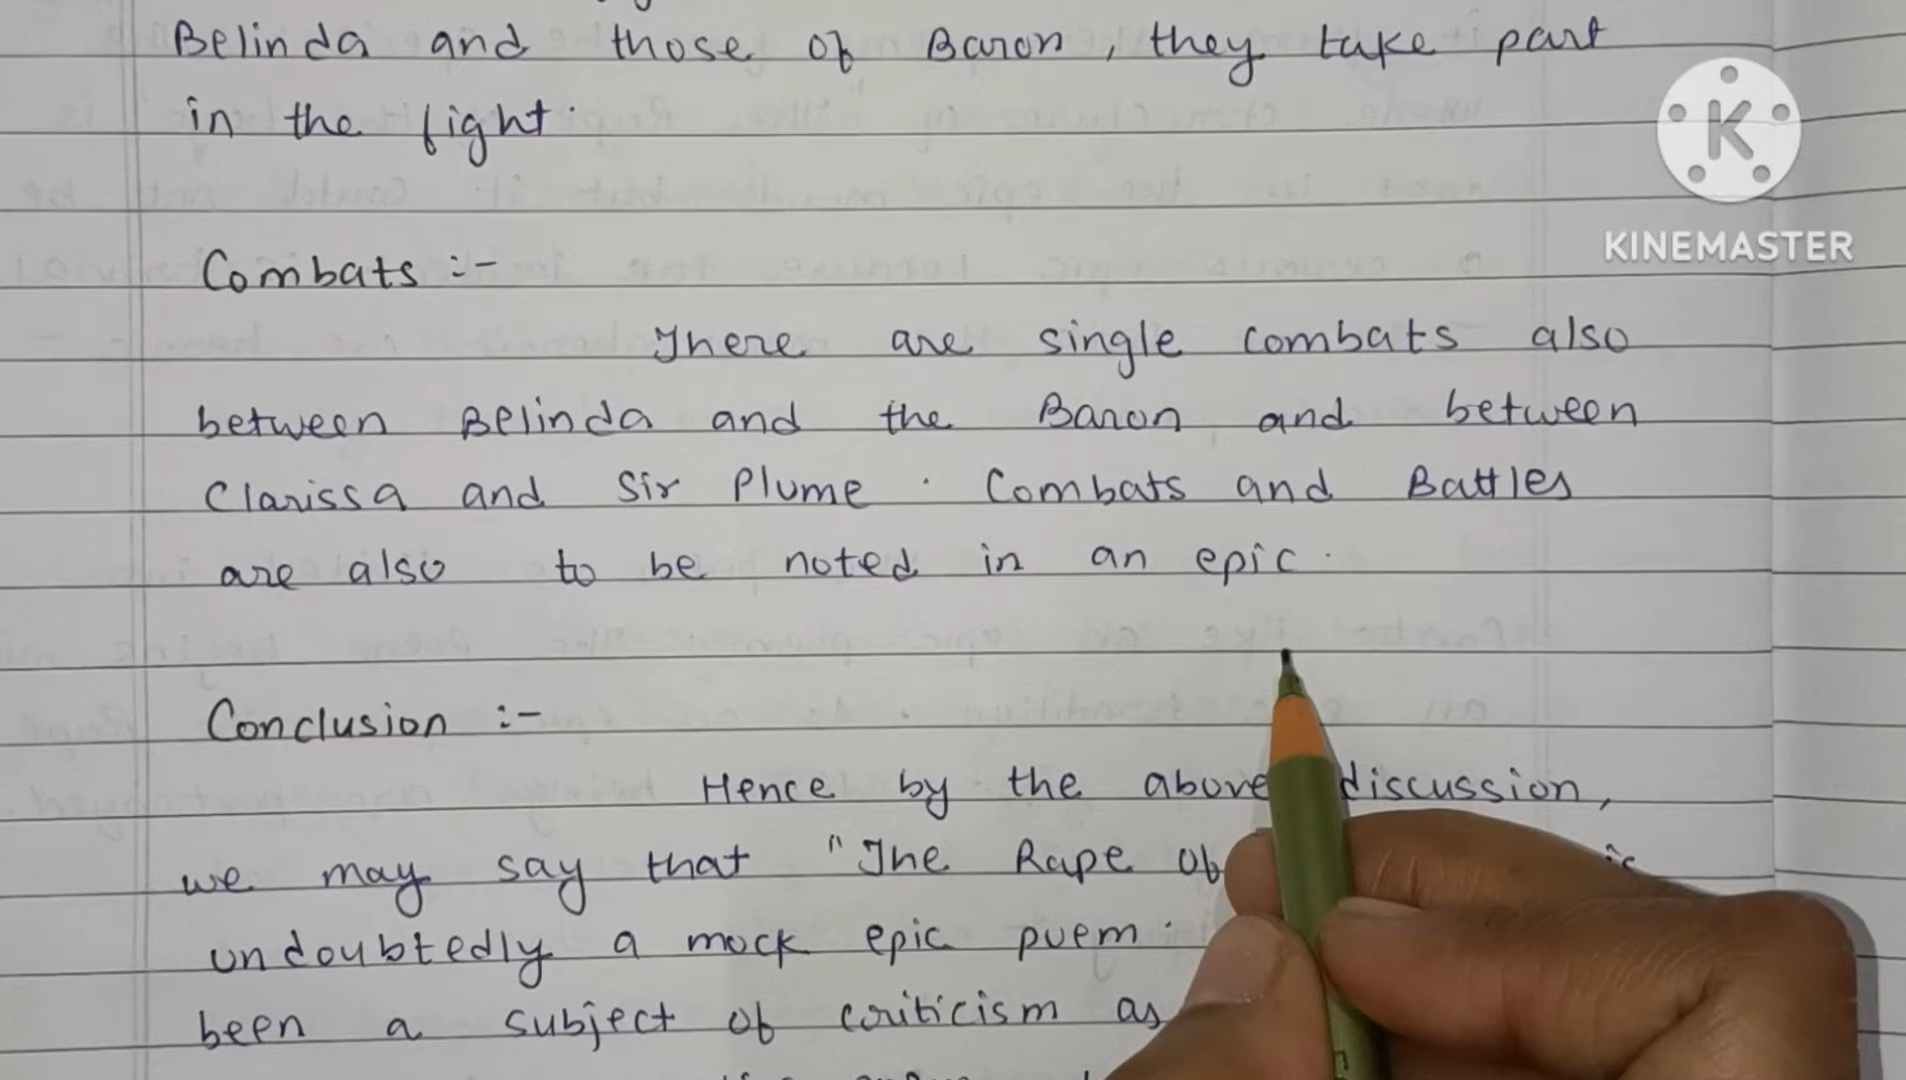 Belinda and those of Baron, they take part
in the fight.
K
KINEMASTER
Combats :-
There are single combats also
between Belinda and the Baron and between
Clarissa and Sir Plume. Combats and Battles
are also to be noted in an epic.
Conclusion :-
Hence by the above discussion,
we may say that "The Rape of is
undoubtedly a mock epic poem.
been a subject of criticism as